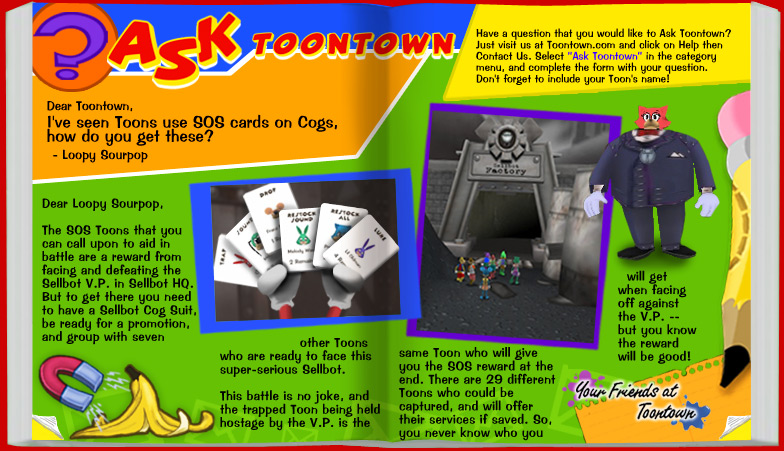 ASK TOONTOWN
Have a question that you would like to Ask Toontown?
Just visit us at Toontown.com and click on Help then
Contact Us. Select "Ask Toontown" in the category
menu, and complete the form with your question.
Don't forget to include your Toon's name!
Dear Toontown,
I've seen Toons use SOS cards on Cogs,
how do you get these?
- Loopy Sourpop
Dear Loopy Sourpop,
The SOS Toons that you
can call upon to aid in
battle are a reward from
facing and defeating the
Sellbot V.P. in Sellbot HQ.
But to get there you need
to have a Sellbot Cog Suit,
be ready for a promotion,
and group with seven
TRAP
SOUND
DROP
RESTOCK
SOUND
Melody
RESTOCK
ALL
LURE
other Toons
who are ready to face this
super-serious Sellbot.
This battle is no joke, and
the trapped Toon being held
hostage by the V.P. is the
Sellbot
Factory
same Toon who will give
you the SOS reward at the
end. There are 29 different
Toons who could be
captured, and will offer
their services if saved. So,
you never know who you
will get
when facing
off against
the V.P. --
but you know
the reward
will be good!
Your Friends at
Toontown